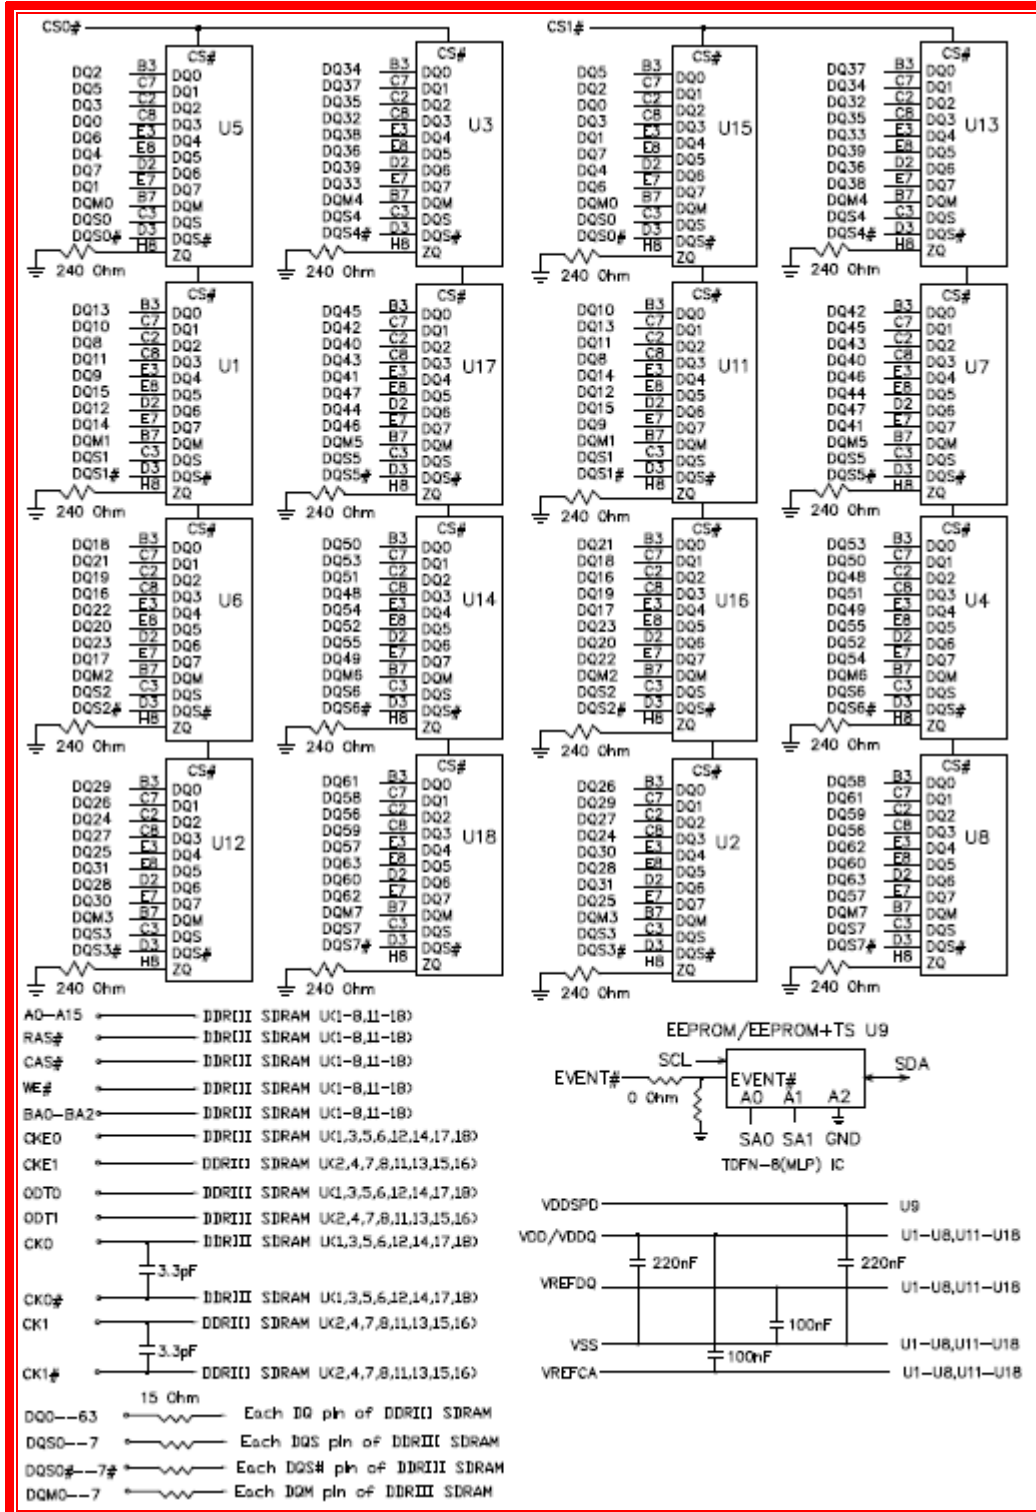 CS0#
CS#
DQ2 B3 DQ0
DQ5 C7 DQ1
DQ3 C2 DQ2
DQ0 C8 DQ3 U5
DQ6 E3 DQ4
DQ4 E8 DQ5
DQ7 D2 DQ6
DQ1 E7 DQ7
DQM0 B7 DQM
DQS0 C3 DQS
DQS0# D3 DQS#
H8 ZQ
240 Ohm
CS#
DQ34 B3 DQ0
DQ37 C7 DQ1
DQ35 C2 DQ2
DQ32 C8 DQ3 U3
DQ38 E3 DQ4
DQ36 E8 DQ5
DQ39 D2 DQ6
DQ33 E7 DQ7
DQM4 B7 DQM
DQS4 C3 DQS
DQS4# D3 DQS#
H8 ZQ
240 Ohm
CS1#
CS#
DQ5 B3 DQ0
DQ2 C7 DQ1
DQ0 C2 DQ2
DQ3 C8 DQ3 U15
DQ1 E3 DQ4
DQ7 E8 DQ5
DQ4 D2 DQ6
DQ6 E7 DQ7
DQM0 B7 DQM
DQS0 C3 DQS
DQS0# D3 DQS#
H8 ZQ
240 Ohm
CS#
DQ37 B3 DQ0
DQ34 C7 DQ1
DQ32 C2 DQ2
DQ35 C8 DQ3 U13
DQ33 E3 DQ4
DQ39 E8 DQ5
DQ36 D2 DQ6
DQ38 E7 DQ7
DQM4 B7 DQM
DQS4 C3 DQS
DQS4# D3 DQS#
H8 ZQ
240 Ohm
CS#
DQ13 B3 DQ0
DQ10 C7 DQ1
DQ8 C2 DQ2
DQ11 C8 DQ3 U1
DQ9 E3 DQ4
DQ15 E8 DQ5
DQ12 D2 DQ6
DQ14 E7 DQ7
DQM1 B7 DQM
DQS1 C3 DQS
DQS1# D3 DQS#
H8 ZQ
240 Ohm
CS#
DQ45 B3 DQ0
DQ42 C7 DQ1
DQ40 C2 DQ2
DQ43 C8 DQ3 U17
DQ41 E3 DQ4
DQ47 E8 DQ5
DQ44 D2 DQ6
DQ46 E7 DQ7
DQM5 B7 DQM
DQS5 C3 DQS
DQS5# D3 DQS#
H8 ZQ
240 Ohm
CS#
DQ10 B3 DQ0
DQ13 C7 DQ1
DQ11 C2 DQ2
DQ8 C8 DQ3 U11
DQ14 E3 DQ4
DQ12 E8 DQ5
DQ15 D2 DQ6
DQ9 E7 DQ7
DQM1 B7 DQM
DQS1 C3 DQS
DQS1# D3 DQS#
H8 ZQ
240 Ohm
CS#
DQ42 B3 DQ0
DQ45 C7 DQ1
DQ43 C2 DQ2
DQ40 C8 DQ3 U7
DQ46 E3 DQ4
DQ44 E8 DQ5
DQ47 D2 DQ6
DQ41 E7 DQ7
DQM5 B7 DQM
DQS5 C3 DQS
DQS5# D3 DQS#
H8 ZQ
240 Ohm
CS#
DQ18 B3 DQ0
DQ21 C7 DQ1
DQ19 C2 DQ2
DQ16 C8 DQ3 U6
DQ22 E3 DQ4
DQ20 E8 DQ5
DQ23 D2 DQ6
DQ17 E7 DQ7
DQM2 B7 DQM
DQS2 C3 DQS
DQS2# D3 DQS#
H8 ZQ
240 Ohm
CS#
DQ50 B3 DQ0
DQ53 C7 DQ1
DQ51 C2 DQ2
DQ48 C8 DQ3 U14
DQ54 E3 DQ4
DQ52 E8 DQ5
DQ55 D2 DQ6
DQ49 E7 DQ7
DQM6 B7 DQM
DQS6 C3 DQS
DQS6# D3 DQS#
H8 ZQ
240 Ohm
CS#
DQ21 B3 DQ0
DQ18 C7 DQ1
DQ16 C2 DQ2
DQ19 C8 DQ3 U16
DQ17 E3 DQ4
DQ23 E8 DQ5
DQ20 D2 DQ6
DQ22 E7 DQ7
DQM2 B7 DQM
DQS2 C3 DQS
DQS2# D3 DQS#
H8 ZQ
240 Ohm
CS#
DQ53 B3 DQ0
DQ50 C7 DQ1
DQ48 C2 DQ2
DQ51 C8 DQ3 U4
DQ49 E3 DQ4
DQ55 E8 DQ5
DQ52 D2 DQ6
DQ54 E7 DQ7
DQM6 B7 DQM
DQS6 C3 DQS
DQS6# D3 DQS#
H8 ZQ
240 Ohm
CS#
DQ29 B3 DQ0
DQ26 C7 DQ1
DQ24 C2 DQ2
DQ27 C8 DQ3 U12
DQ25 E3 DQ4
DQ31 E8 DQ5
DQ28 D2 DQ6
DQ30 E7 DQ7
DQM3 B7 DQM
DQS3 C3 DQS
DQS3# D3 DQS#
H8 ZQ
240 Ohm
CS#
DQ61 B3 DQ0
DQ58 C7 DQ1
DQ56 C2 DQ2
DQ59 C8 DQ3 U18
DQ57 E3 DQ4
DQ63 E8 DQ5
DQ60 D2 DQ6
DQ62 E7 DQ7
DQM7 B7 DQM
DQS7 C3 DQS
DQS7# D3 DQS#
H8 ZQ
240 Ohm
CS#
DQ26 B3 DQ0
DQ29 C7 DQ1
DQ27 C2 DQ2
DQ24 C8 DQ3 U2
DQ30 E3 DQ4
DQ28 E8 DQ5
DQ31 D2 DQ6
DQ25 E7 DQ7
DQM3 B7 DQM
DQS3 C3 DQS
DQS3# D3 DQS#
H8 ZQ
240 Ohm
CS#
DQ58 B3 DQ0
DQ61 C7 DQ1
DQ59 C2 DQ2
DQ56 C8 DQ3 U8
DQ62 E3 DQ4
DQ60 E8 DQ5
DQ63 D2 DQ6
DQ57 E7 DQ7
DQM7 B7 DQM
DQS7 C3 DQS
DQS7# D3 DQS#
H8 ZQ
240 Ohm
A0-A15 DDRIII SDRAM U(1-8,11-18)
RAS# DDRIII SDRAM U(1-8,11-18)
CAS# DDRIII SDRAM U(1-8,11-18)
WE# DDRIII SDRAM U(1-8,11-18)
BA0-BA2 DDRIII SDRAM U(1-8,11-18)
CKE0 DDRIII SDRAM U(1,3,5,6,12,14,17,18)
CKE1 DDRIII SDRAM U(2,4,7,8,11,13,15,16)
ODT0 DDRIII SDRAM U(1,3,5,6,12,14,17,18)
ODT1 DDRIII SDRAM U(2,4,7,8,11,13,15,16)
CK0 DDRIII SDRAM U(1,3,5,6,12,14,17,18)
3.3pF
CK0# DDRIII SDRAM U(1,3,5,6,12,14,17,18)
CK1 DDRIII SDRAM U(2,4,7,8,11,13,15,16)
3.3pF
CK1# DDRIII SDRAM U(2,4,7,8,11,13,15,16)
15 Ohm
DQ0--63 Each DQ pin of DDRIII SDRAM
DQS0--7 Each DQS pin of DDRIII SDRAM
DQS0#--7# Each DQS# pin of DDRIII SDRAM
DQM0--7 Each DQM pin of DDRIII SDRAM
EEPROM/EEPROM+TS U9
SCL
SDA
EVENT# EVENT#
0 Ohm
A0 A1 A2
SA0 SA1 GND
TDFN-8(MLP) IC
VDDSPD U9
VDD/VDDQ U1-U8,U11-U18
220nF 220nF
VREFDQ U1-U8,U11-U18
100nF
VSS U1-U8,U11-U18
100nF
VREFCA U1-U8,U11-U18